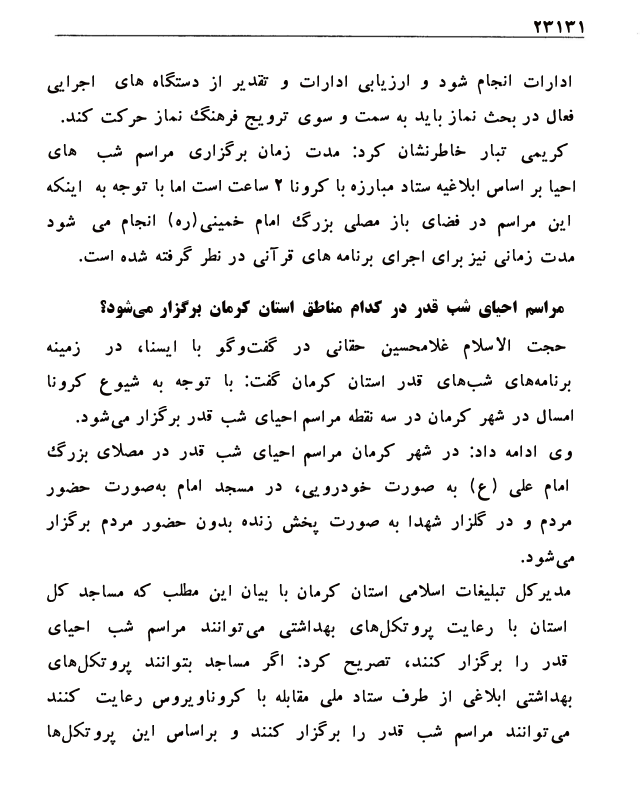 ۲۳۱۳۱
ادارات انجام شود و ارزیابی ادارات و تقدیر از دستگاه های اجرایی
فعال در بحث نماز باید به سمت و سوی ترویج فرهنگ نماز حرکت کند.
کریمی تبار خاطرنشان کرد: مدت زمان برگزاری مراسم شب های
احیا بر اساس ابلاغیه ستاد مبارزه با کرونا ۲ ساعت است اما با توجه به اینکه
این مراسم در فضای باز مصلی بزرگ امام خمینی(ره) انجام می شود
مدت زمانی نیز برای اجرای برنامه های قرآنی در نطر گرفته شده است.
مراسم احیای شب قدر در کدام مناطق استان کرمان برگزار می‌شود؟
حجت الاسلام غلامحسین حقانی در گفت‌وگو با ایسنا، در زمینه
برنامه‌های شب‌های قدر استان کرمان گفت: با توجه به شیوع کرونا
امسال در شهر کرمان در سه نقطه مراسم احیای شب قدر برگزار می‌شود.
وی ادامه داد: در شهر کرمان مراسم احیای شب قدر در مصلای بزرگ
امام علی (ع) به صورت خودرویی، در مسجد امام به‌صورت حضور
مردم و در گلزار شهدا به صورت پخش زنده بدون حضور مردم برگزار
می‌شود.
مدیرکل تبلیغات اسلامی استان کرمان با بیان این مطلب که مساجد کل
استان با رعایت پروتکل‌های بهداشتی می‌توانند مراسم شب احیای
قدر را برگزار کنند، تصریح کرد: اگر مساجد بتوانند پروتکل‌های
بهداشتی ابلاغی از طرف ستاد ملی مقابله با کروناویروس رعایت کنند
می‌توانند مراسم شب قدر را برگزار کنند و براساس این پروتکل‌ها